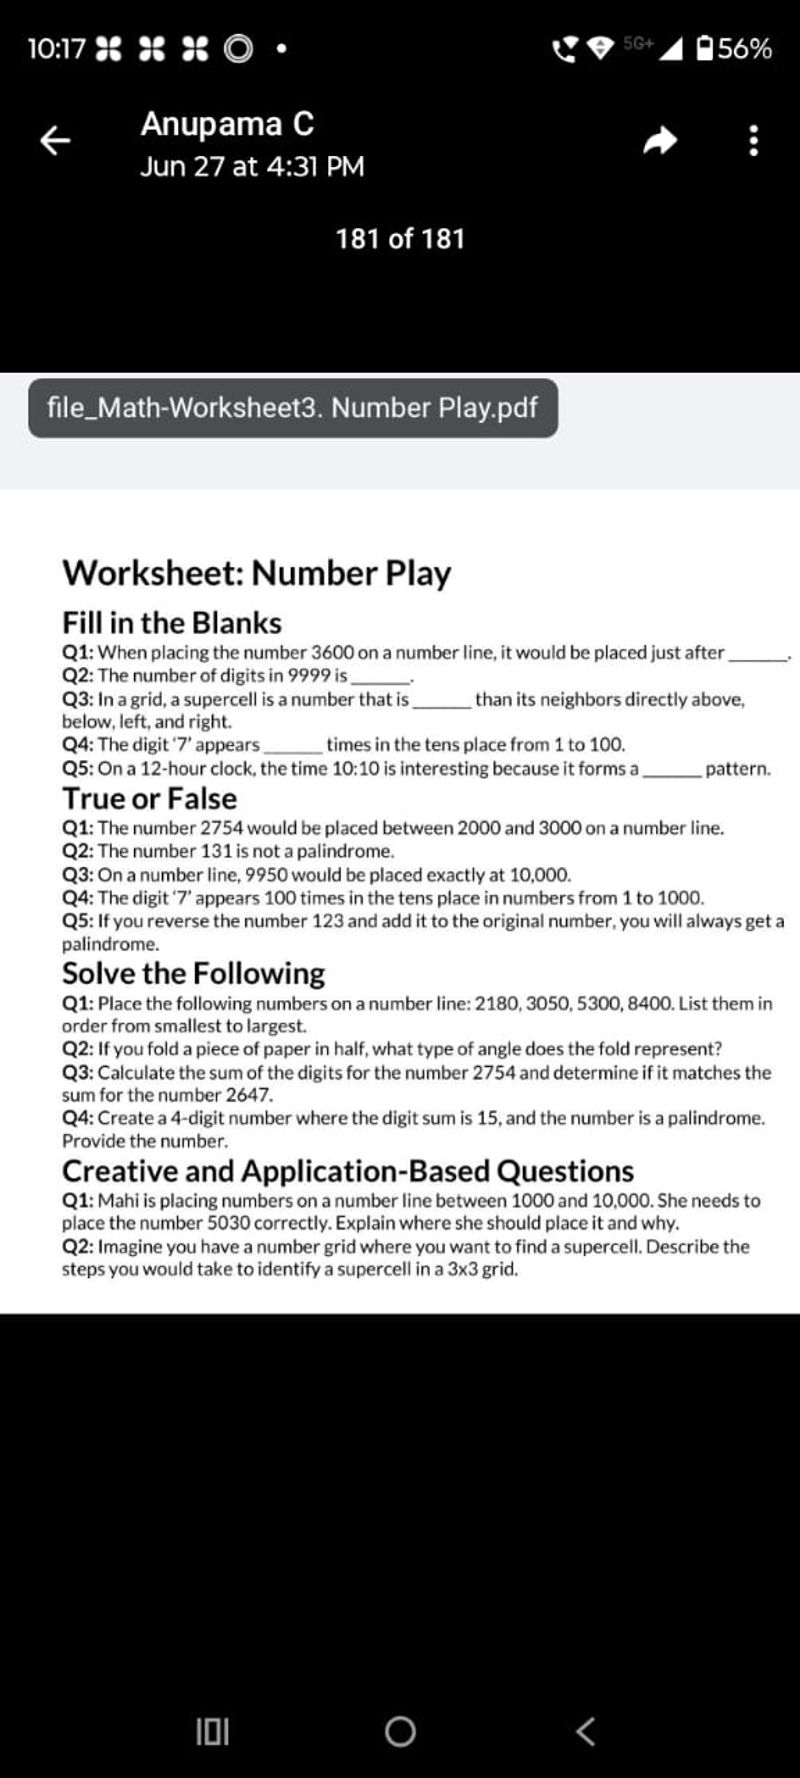 10:17
5G+
56%
Anupama C
Jun 27 at 4:31 PM
181 of 181
file_Math-Worksheet3. Number Play.pdf
Worksheet: Number Play
Fill in the Blanks
Q1: When placing the number 3600 on a number line, it would be placed just after ______.
Q2: The number of digits in 9999 is ______.
Q3: In a grid, a supercell is a number that is ______ than its neighbors directly above,
below, left, and right.
Q4: The digit ‘7’ appears ______ times in the tens place from 1 to 100.
Q5: On a 12-hour clock, the time 10:10 is interesting because it forms a ______ pattern.
True or False
Q1: The number 2754 would be placed between 2000 and 3000 on a number line.
Q2: The number 131 is not a palindrome.
Q3: On a number line, 9950 would be placed exactly at 10,000.
Q4: The digit ‘7’ appears 100 times in the tens place in numbers from 1 to 1000.
Q5: If you reverse the number 123 and add it to the original number, you will always get a
palindrome.
Solve the Following
Q1: Place the following numbers on a number line: 2180, 3050, 5300, 8400. List them in
order from smallest to largest.
Q2: If you fold a piece of paper in half, what type of angle does the fold represent?
Q3: Calculate the sum of the digits for the number 2754 and determine if it matches the
sum for the number 2647.
Q4: Create a 4-digit number where the digit sum is 15, and the number is a palindrome.
Provide the number.
Creative and Application-Based Questions
Q1: Mahi is placing numbers on a number line between 1000 and 10,000. She needs to
place the number 5030 correctly. Explain where she should place it and why.
Q2: Imagine you have a number grid where you want to find a supercell. Describe the
steps you would take to identify a supercell in a 3x3 grid.